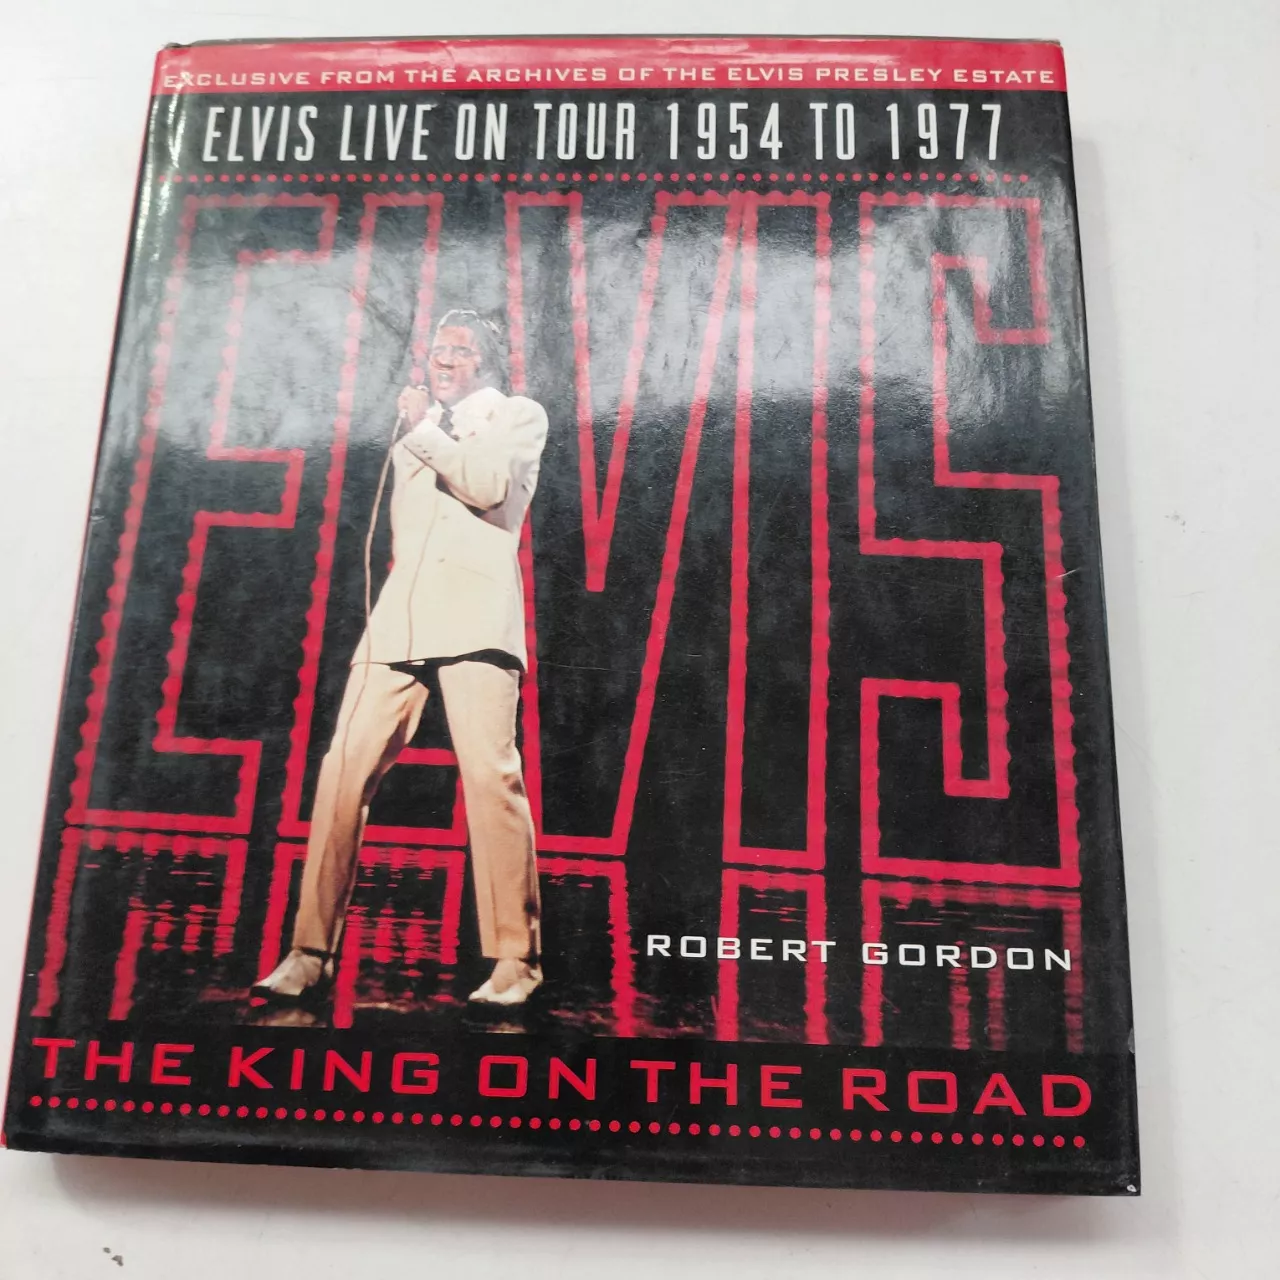 EXCLUSIVE FROM THE ARCHIVES OF THE ELVIS PRESLEY ESTATE
ELVIS LIVE ON TOUR 1954 TO 1977
ELVIS
ROBERT GORDON
THE KING ON THE ROAD